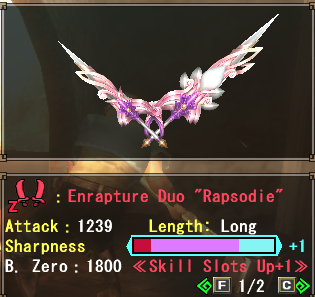 Z : Enrapture Duo "Rapsodie"
Attack : 1239 Length: Long
Sharpness +1
B. Zero : 1800 ≪Skill Slots Up+1≫
F 1/2 C